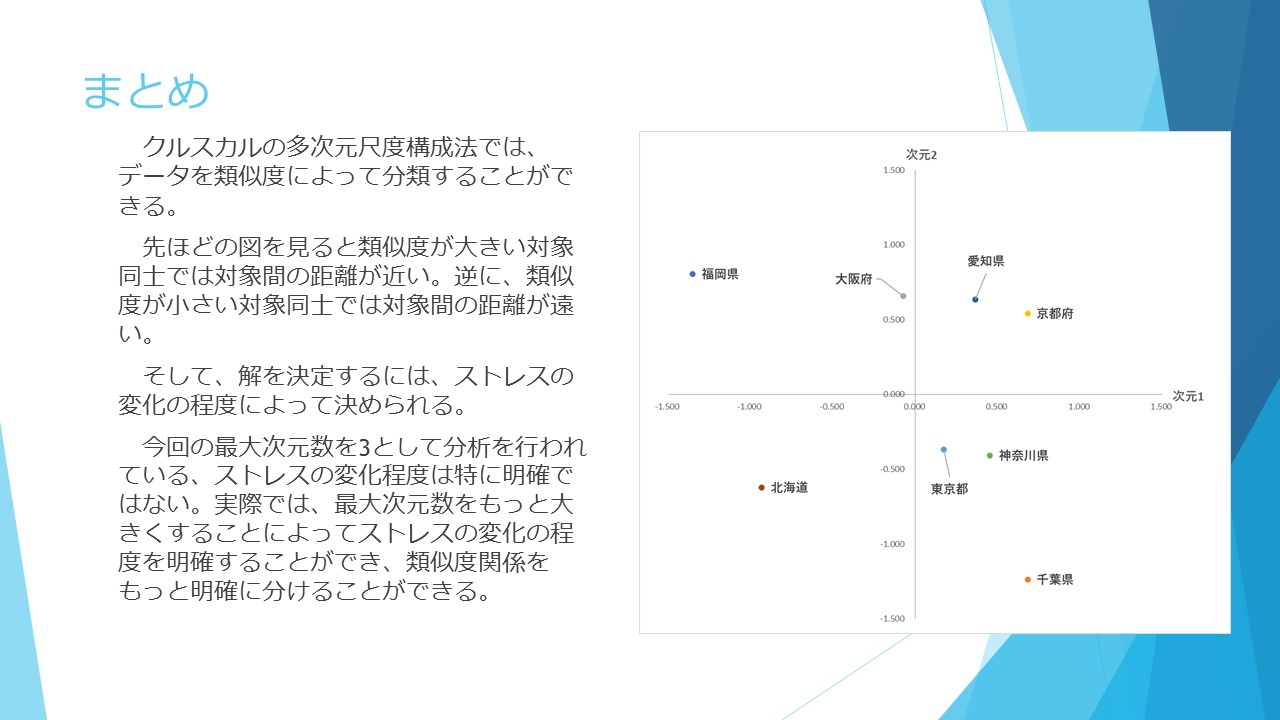 まとめ
クルスカルの多次元尺度構成法では、
データを類似度によって分類することがで
きる。
先ほどの図を見ると類似度が大きい対象
同士では対象間の距離が近い。逆に、類似
度が小さい対象同士では対象間の距離が遠
い。
そして、解を決定するには、ストレスの
変化の程度によって決められる。
今回の最大次元数を3として分析を行われ
ている、ストレスの変化程度は特に明確で
はない。実際では、最大次元数をもっと大
きくすることによってストレスの変化の程
度を明確することができ、類似度関係を
もっと明確に分けることができる。
次元2
1.500
1.000
愛知県
福岡県
大阪府
0.500
京都府
0.000
次元1
-1.500
-1.000
-0.500
0.000
0.500
1.000
1.500
-0.500
神奈川県
北海道
東京都
-1.000
千葉県
-1.500